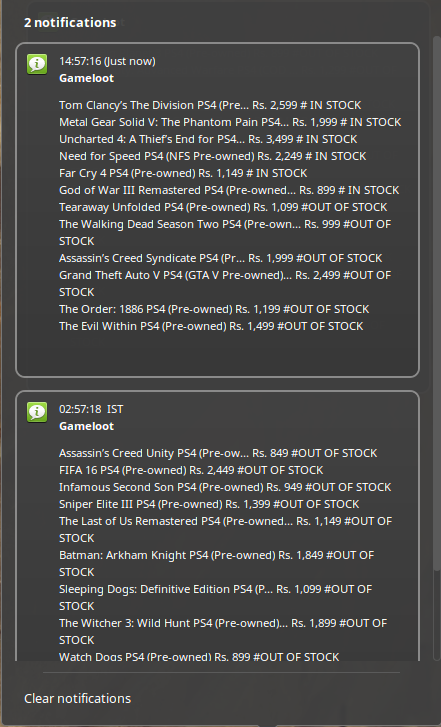 2 notifications
14:57:16 (Just now)
Gameloot
Tom Clancy's The Division PS4 (Pre... Rs. 2,599 # IN STOCK
Metal Gear Solid V: The Phantom Pain PS4... Rs. 1,999 # IN STOCK
Uncharted 4: A Thief's End for PS4... Rs. 3,499 # IN STOCK
Need for Speed PS4 (NFS Pre-owned) Rs. 2,249 # IN STOCK
Far Cry 4 PS4 (Pre-owned) Rs. 1,149 # IN STOCK
God of War III Remastered PS4 (Pre-owned... Rs. 899 # IN STOCK
Tearaway Unfolded PS4 (Pre-owned) Rs. 1,099 #OUT OF STOCK
The Walking Dead Season Two PS4 (Pre-own... Rs. 999 #OUT OF
STOCK
Assassin's Creed Syndicate PS4 (Pr... Rs. 1,999 #OUT OF STOCK
Grand Theft Auto V PS4 (GTA V Pre-owned)... Rs. 2,499 #OUT OF
STOCK
The Order: 1886 PS4 (Pre-owned) Rs. 1,199 #OUT OF STOCK
The Evil Within PS4 (Pre-owned) Rs. 1,499 #OUT OF STOCK
02:57:18 IST
Gameloot
Assassin's Creed Unity PS4 (Pre-ow... Rs. 849 #OUT OF STOCK
FIFA 16 PS4 (Pre-owned) Rs. 2,449 #OUT OF STOCK
Infamous Second Son PS4 (Pre-owned) Rs. 949 #OUT OF STOCK
Sniper Elite III PS4 (Pre-owned) Rs. 1,399 #OUT OF STOCK
The Last of Us Remastered PS4 (Pre-owned... Rs. 1,149 #OUT OF
STOCK
Batman: Arkham Knight PS4 (Pre-owned) Rs. 1,849 #OUT OF
STOCK
Sleeping Dogs: Definitive Edition PS4 (P... Rs. 1,099 #OUT OF
STOCK
The Witcher 3: Wild Hunt PS4 (Pre-owned)... Rs. 1,899 #OUT OF
STOCK
Watch Dogs PS4 (Pre-owned) Rs. 899 #OUT OF STOCK
Clear notifications